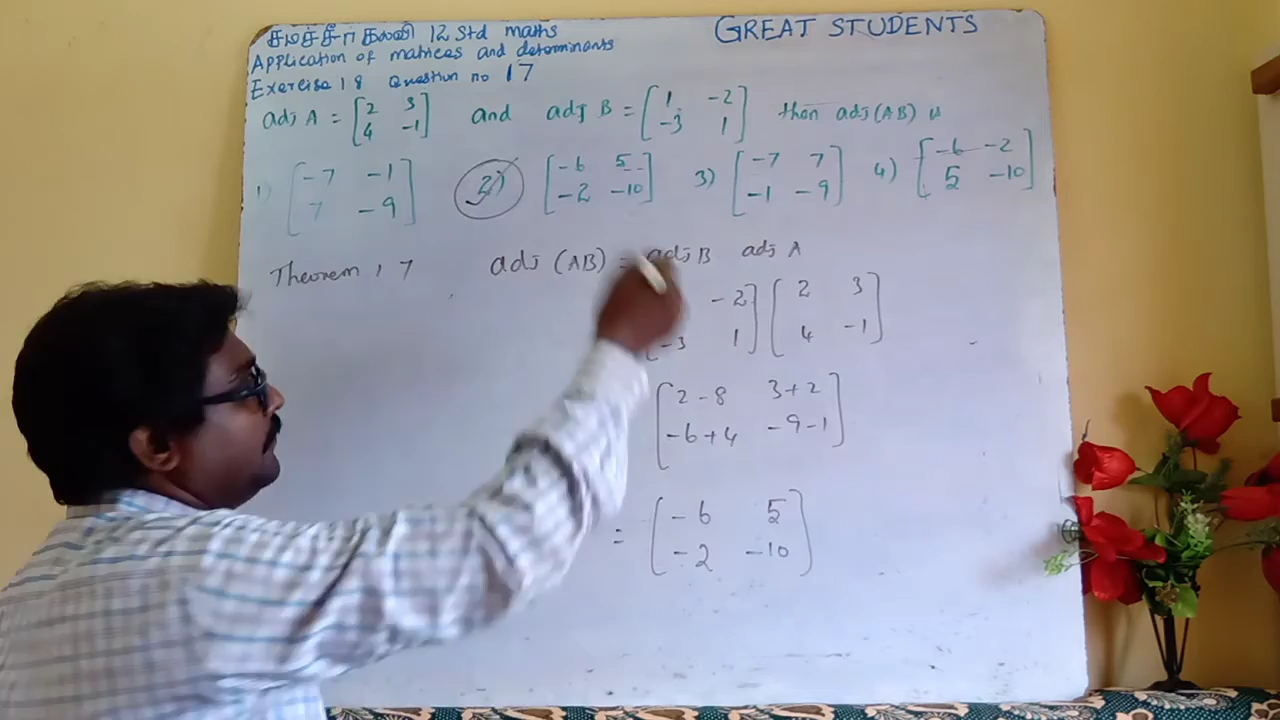 சமச்சீர் கல்வி 12 Std maths
GREAT STUDENTS
Application of matrices and determinants
Exercise 1 8 Question no 17
adj A = [2 3
4 -1] and adj B = [1 -2
-3 1] then adj (AB) is
1) [-7 -1
7 -9]
2) [-6 5
-2 -10]
3) [-7 7
-1 -9]
4) [-6 -2
5 -10]
Theorem 1 7 adj (AB) = adj B adj A
-2] [2 3
-3 1] 4 -1]
[2-8 3+2
-6+4 -9-1]
= [-6 5
-2 -10]